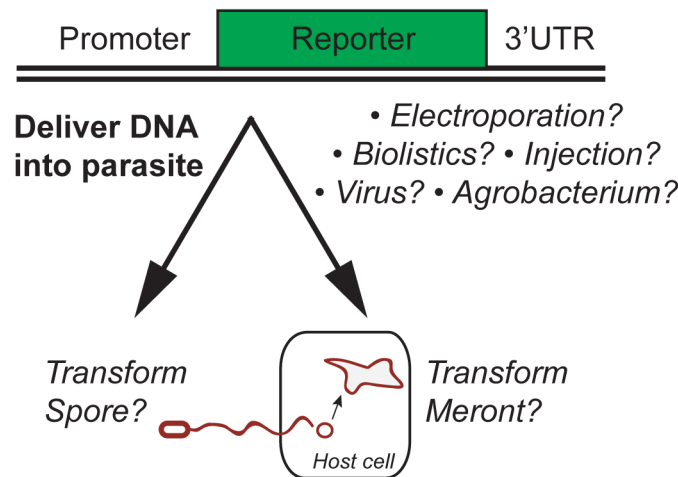 Promoter Reporter 3’UTR
Deliver DNA
into parasite
• Electroporation?
• Biolistics? • Injection?
• Virus? • Agrobacterium?
Transform
Spore?
Transform
Meront?
Host cell